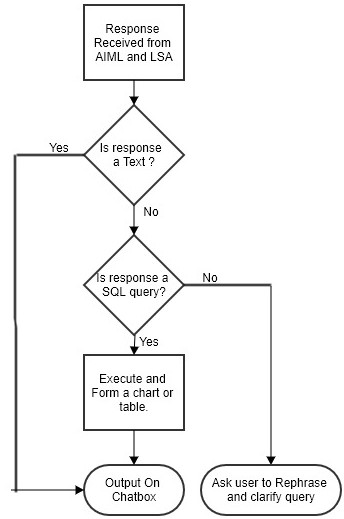 Response
Received from
AIML and LSA
Is response
a Text ?
Yes
No
Is response a
SQL query?
No
Yes
Execute and
Form a chart or
table.
Output On
Chatbox
Ask user to Rephrase
and clarify query